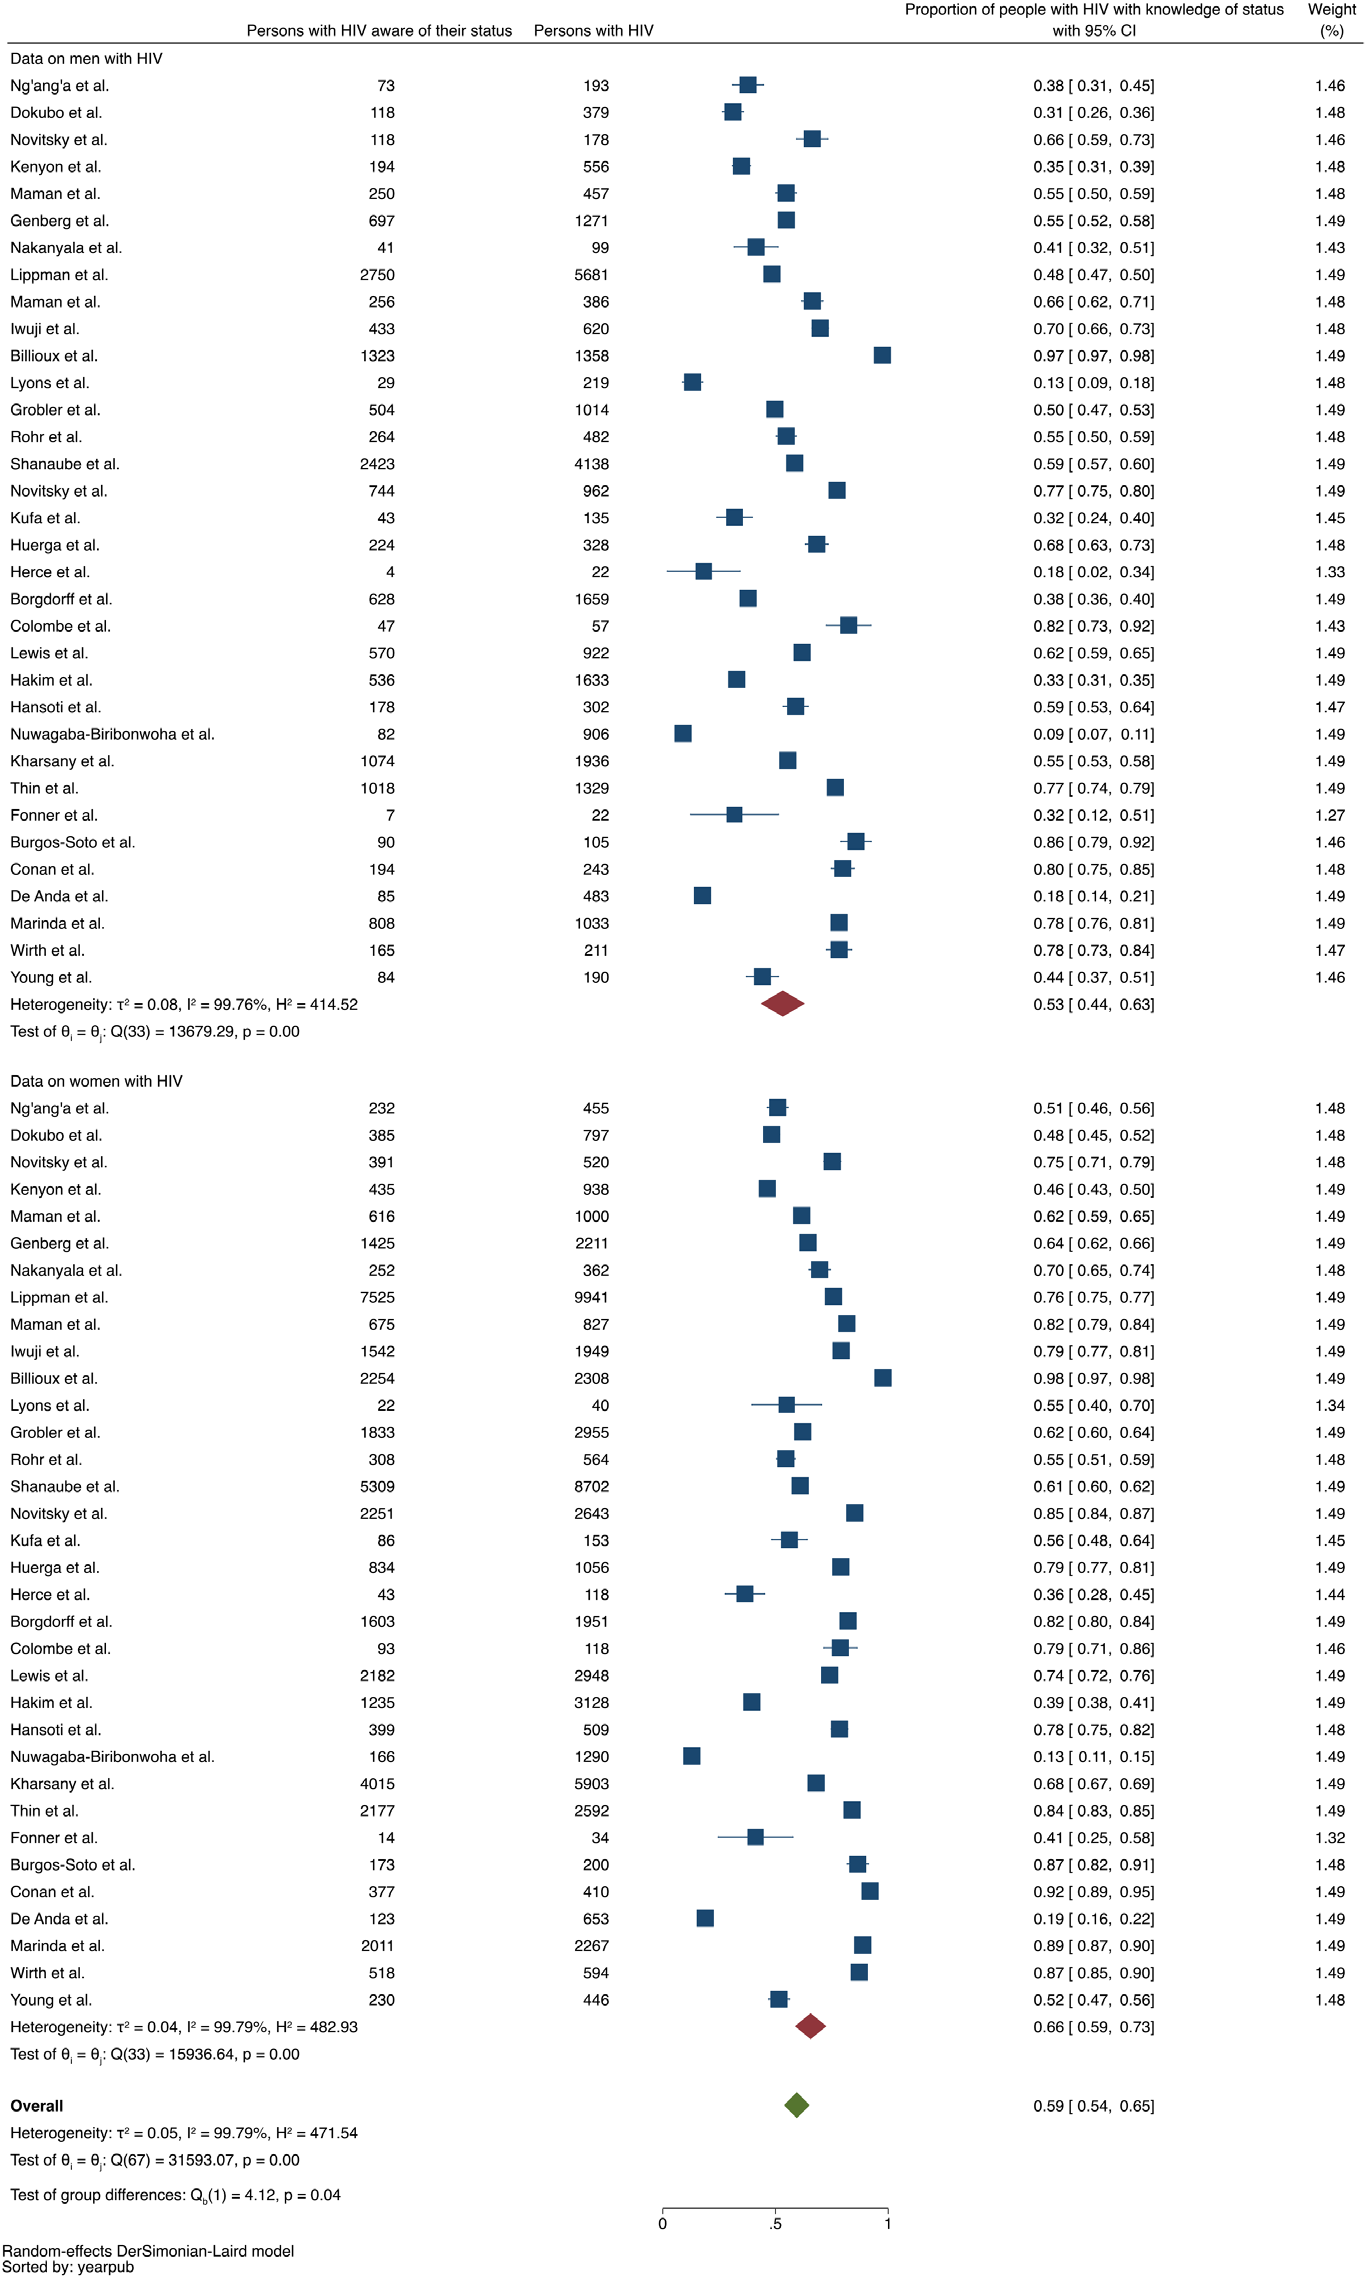 Persons with HIV aware of their status Persons with HIV Proportion of people with HIV with knowledge of status with 95% CI Weight (%)
Data on men with HIV
Ng'ang'a et al. 73 193 0.38 [ 0.31, 0.45] 1.46
Dokubo et al. 118 379 0.31 [ 0.26, 0.36] 1.48
Novitsky et al. 118 178 0.66 [ 0.59, 0.73] 1.46
Kenyon et al. 194 556 0.35 [ 0.31, 0.39] 1.48
Maman et al. 250 457 0.55 [ 0.50, 0.59] 1.48
Genberg et al. 697 1271 0.55 [ 0.52, 0.58] 1.49
Nakanyala et al. 41 99 0.41 [ 0.32, 0.51] 1.43
Lippman et al. 2750 5681 0.48 [ 0.47, 0.50] 1.49
Maman et al. 256 386 0.66 [ 0.62, 0.71] 1.48
Iwuji et al. 433 620 0.70 [ 0.66, 0.73] 1.48
Billioux et al. 1323 1358 0.97 [ 0.97, 0.98] 1.49
Lyons et al. 29 219 0.13 [ 0.09, 0.18] 1.48
Grobler et al. 504 1014 0.50 [ 0.47, 0.53] 1.49
Rohr et al. 264 482 0.55 [ 0.50, 0.59] 1.48
Shanaube et al. 2423 4138 0.59 [ 0.57, 0.60] 1.49
Novitsky et al. 744 962 0.77 [ 0.75, 0.80] 1.49
Kufa et al. 43 135 0.32 [ 0.24, 0.40] 1.45
Huerga et al. 224 328 0.68 [ 0.63, 0.73] 1.48
Herce et al. 4 22 0.18 [ 0.02, 0.34] 1.33
Borgdorff et al. 628 1659 0.38 [ 0.36, 0.40] 1.49
Colombe et al. 47 57 0.82 [ 0.73, 0.92] 1.43
Lewis et al. 570 922 0.62 [ 0.59, 0.65] 1.49
Hakim et al. 536 1633 0.33 [ 0.31, 0.35] 1.49
Hansoti et al. 178 302 0.59 [ 0.53, 0.64] 1.47
Nuwagaba-Biribonwoha et al. 82 906 0.09 [ 0.07, 0.11] 1.49
Kharsany et al. 1074 1936 0.55 [ 0.53, 0.58] 1.49
Thin et al. 1018 1329 0.77 [ 0.74, 0.79] 1.49
Fonner et al. 7 22 0.32 [ 0.12, 0.51] 1.27
Burgos-Soto et al. 90 105 0.86 [ 0.79, 0.92] 1.46
Conan et al. 194 243 0.80 [ 0.75, 0.85] 1.48
De Anda et al. 85 483 0.18 [ 0.14, 0.21] 1.49
Marinda et al. 808 1033 0.78 [ 0.76, 0.81] 1.49
Wirth et al. 165 211 0.78 [ 0.73, 0.84] 1.47
Young et al. 84 190 0.44 [ 0.37, 0.51] 1.46
Heterogeneity: τ² = 0.08, I² = 99.76%, H² = 414.52 0.53 [ 0.44, 0.63]
Test of θᵢ = θⱼ: Q(33) = 13679.29, p = 0.00
Data on women with HIV
Ng'ang'a et al. 232 455 0.51 [ 0.46, 0.56] 1.48
Dokubo et al. 385 797 0.48 [ 0.45, 0.52] 1.48
Novitsky et al. 391 520 0.75 [ 0.71, 0.79] 1.48
Kenyon et al. 435 938 0.46 [ 0.43, 0.50] 1.49
Maman et al. 616 1000 0.62 [ 0.59, 0.65] 1.49
Genberg et al. 1425 2211 0.64 [ 0.62, 0.66] 1.49
Nakanyala et al. 252 362 0.70 [ 0.65, 0.74] 1.48
Lippman et al. 7525 9941 0.76 [ 0.75, 0.77] 1.49
Maman et al. 675 827 0.82 [ 0.79, 0.84] 1.49
Iwuji et al. 1542 1949 0.79 [ 0.77, 0.81] 1.49
Billioux et al. 2254 2308 0.98 [ 0.97, 0.98] 1.49
Lyons et al. 22 40 0.55 [ 0.40, 0.70] 1.34
Grobler et al. 1833 2955 0.62 [ 0.60, 0.64] 1.49
Rohr et al. 308 564 0.55 [ 0.51, 0.59] 1.48
Shanaube et al. 5309 8702 0.61 [ 0.60, 0.62] 1.49
Novitsky et al. 2251 2643 0.85 [ 0.84, 0.87] 1.49
Kufa et al. 86 153 0.56 [ 0.48, 0.64] 1.45
Huerga et al. 834 1056 0.79 [ 0.77, 0.81] 1.49
Herce et al. 43 118 0.36 [ 0.28, 0.45] 1.44
Borgdorff et al. 1603 1951 0.82 [ 0.80, 0.84] 1.49
Colombe et al. 93 118 0.79 [ 0.71, 0.86] 1.46
Lewis et al. 2182 2948 0.74 [ 0.72, 0.76] 1.49
Hakim et al. 1235 3128 0.39 [ 0.38, 0.41] 1.49
Hansoti et al. 399 509 0.78 [ 0.75, 0.82] 1.48
Nuwagaba-Biribonwoha et al. 166 1290 0.13 [ 0.11, 0.15] 1.49
Kharsany et al. 4015 5903 0.68 [ 0.67, 0.69] 1.49
Thin et al. 2177 2592 0.84 [ 0.83, 0.85] 1.49
Fonner et al. 14 34 0.41 [ 0.25, 0.58] 1.32
Burgos-Soto et al. 173 200 0.87 [ 0.82, 0.91] 1.48
Conan et al. 377 410 0.92 [ 0.89, 0.95] 1.49
De Anda et al. 123 653 0.19 [ 0.16, 0.22] 1.49
Marinda et al. 2011 2267 0.89 [ 0.87, 0.90] 1.49
Wirth et al. 518 594 0.87 [ 0.85, 0.90] 1.49
Young et al. 230 446 0.52 [ 0.47, 0.56] 1.48
Heterogeneity: τ² = 0.04, I² = 99.79%, H² = 482.93 0.66 [ 0.59, 0.73]
Test of θᵢ = θⱼ: Q(33) = 15936.64, p = 0.00
Overall 0.59 [ 0.54, 0.65]
Heterogeneity: τ² = 0.05, I² = 99.79%, H² = 471.54
Test of θᵢ = θⱼ: Q(67) = 31593.07, p = 0.00
Test of group differences: Q_b(1) = 4.12, p = 0.04
0 .5 1
Random-effects DerSimonian-Laird model
Sorted by: yearpub